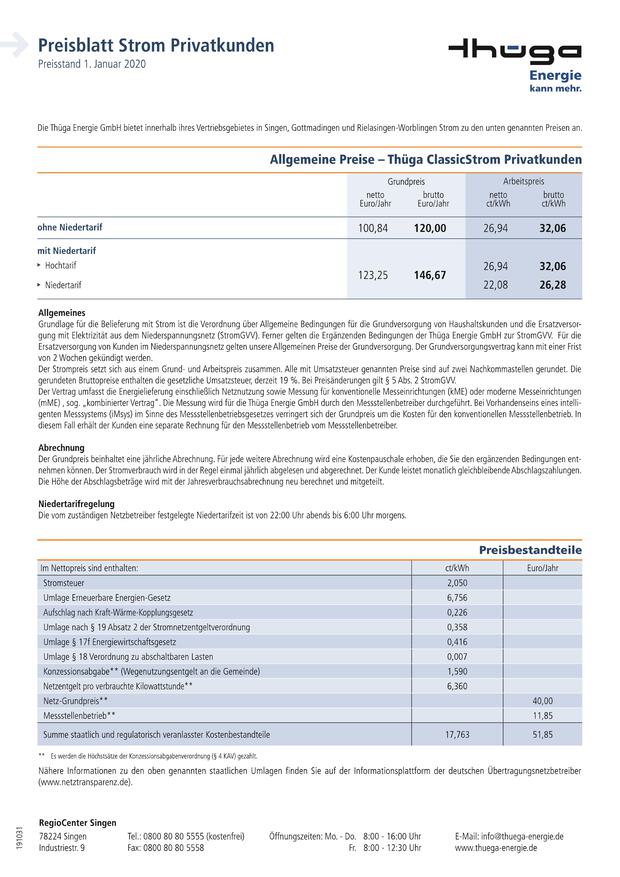 Preisblatt Strom Privatkunden
Preisstand 1. Januar 2020
thüga
Energie
kann mehr.
Die Thüga Energie GmbH bietet innerhalb ihres Vertriebsgebietes in Singen, Gottmadingen und Rielasingen-Worblingen Strom zu den unten genannten Preisen an.
Allgemeine Preise – Thüga ClassicStrom Privatkunden
Grundpreis Arbeitspreis
netto brutto netto brutto
Euro/Jahr Euro/Jahr ct/kWh ct/kWh
ohne Niedertarif 100,84 120,00 26,94 32,06
mit Niedertarif
▸ Hochtarif 26,94 32,06
123,25 146,67
▸ Niedertarif 22,08 26,28
Allgemeines
Grundlage für die Belieferung mit Strom ist die Verordnung über Allgemeine Bedingungen für die Grundversorgung von Haushaltskunden und die Ersatzversor-
gung mit Elektrizität aus dem Niederspannungsnetz (StromGVV). Ferner gelten die Ergänzenden Bedingungen der Thüga Energie GmbH zur StromGVV. Für die
Ersatzversorgung von Kunden im Niederspannungsnetz gelten unsere Allgemeinen Preise der Grundversorgung. Der Grundversorgungsvertrag kann mit einer Frist
von 2 Wochen gekündigt werden.
Der Strompreis setzt sich aus einem Grund- und Arbeitspreis zusammen. Alle mit Umsatzsteuer genannten Preise sind auf zwei Nachkommastellen gerundet. Die
gerundeten Bruttopreise enthalten die gesetzliche Umsatzsteuer, derzeit 19 %. Bei Preisänderungen gilt § 5 Abs. 2 StromGVV.
Der Vertrag umfasst die Energielieferung einschließlich Netznutzung sowie Messung für konventionelle Messeinrichtungen (kME) oder moderne Messeinrichtungen
(mME) , sog. „kombinierter Vertrag“. Die Messung wird für die Thüga Energie GmbH durch den Messstellenbetreiber durchgeführt. Bei Vorhandenseins eines intelli-
genten Messsystems (iMsys) im Sinne des Messstellenbetriebsgesetzes verringert sich der Grundpreis um die Kosten für den konventionellen Messstellenbetrieb. In
diesem Fall erhält der Kunde eine separate Rechnung für den Messstellenbetrieb vom Messstellenbetreiber.
Abrechnung
Der Grundpreis beinhaltet eine jährliche Abrechnung. Für jede weitere Abrechnung wird eine Kostenpauschale erhoben, die Sie den ergänzenden Bedingungen ent-
nehmen können. Der Stromverbrauch wird in der Regel einmal jährlich abgelesen und abgerechnet. Der Kunde leistet monatlich gleichbleibende Abschlagszahlungen.
Die Höhe der Abschlagsbeträge wird mit der Jahresverbrauchsabrechnung neu berechnet und mitgeteilt.
Niedertarifregelung
Die vom zuständigen Netzbetreiber festgelegte Niedertarifzeit ist von 22:00 Uhr abends bis 6:00 Uhr morgens.
Preisbestandteile
Im Nettopreis sind enthalten: ct/kWh Euro/Jahr
Stromsteuer 2,050
Umlage Erneuerbare Energien-Gesetz 6,756
Aufschlag nach Kraft-Wärme-Kopplungsgesetz 0,226
Umlage nach § 19 Absatz 2 der Stromnetzentgeltverordnung 0,358
Umlage § 17f Energiewirtschaftsgesetz 0,416
Umlage § 18 Verordnung zu abschaltbaren Lasten 0,007
Konzessionsabgabe** (Wegenutzungsentgelt an die Gemeinde) 1,590
Netzentgelt pro verbrauchte Kilowattstunde** 6,360
Netz-Grundpreis** 40,00
Messstellenbetrieb** 11,85
Summe staatlich und regulatorisch veranlasster Kostenbestandteile 17,763 51,85
** Es werden die Höchstsätze der Konzessionsabgabenverordnung (§ 4 KAV) gezahlt.
Nähere Informationen zu den oben genannten staatlichen Umlagen finden Sie auf der Informationsplattform der deutschen Übertragungsnetzbetreiber
(www.netztransparenz.de).
RegioCenter Singen
78224 Singen Tel.: 0800 80 80 5555 (kostenfrei) Öffnungszeiten: Mo. - Do. 8:00 - 16:00 Uhr E-Mail: info@thuega-energie.de
Industriestr. 9 Fax: 0800 80 80 5558 Fr. 8:00 - 12:30 Uhr www.thuega-energie.de
191031